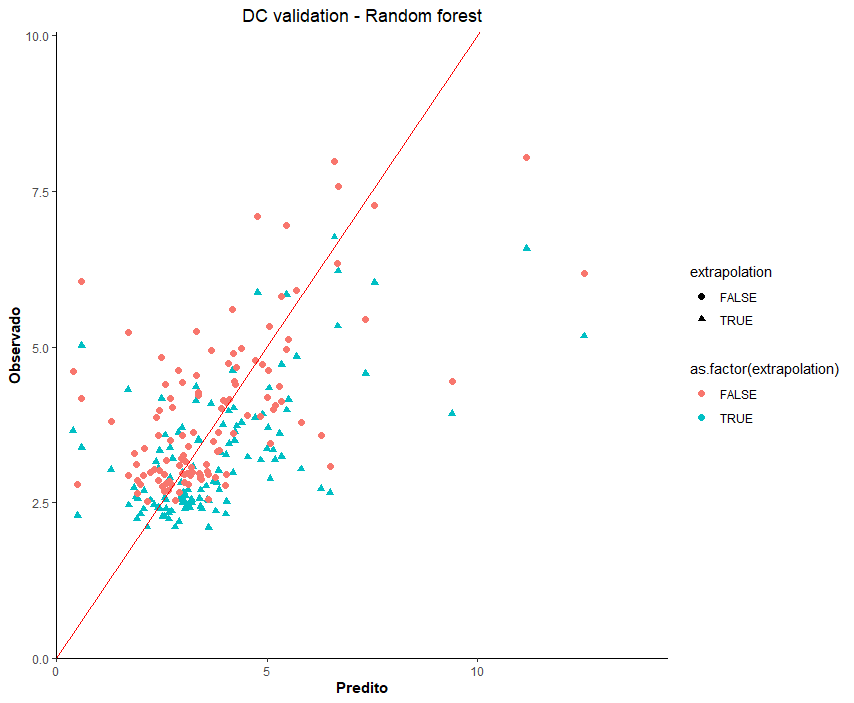 DC validation - Random forest
10.0
7.5
5.0
2.5
0.0
Observado
0
5
10
Predito
extrapolation
FALSE
TRUE
as.factor(extrapolation)
FALSE
TRUE